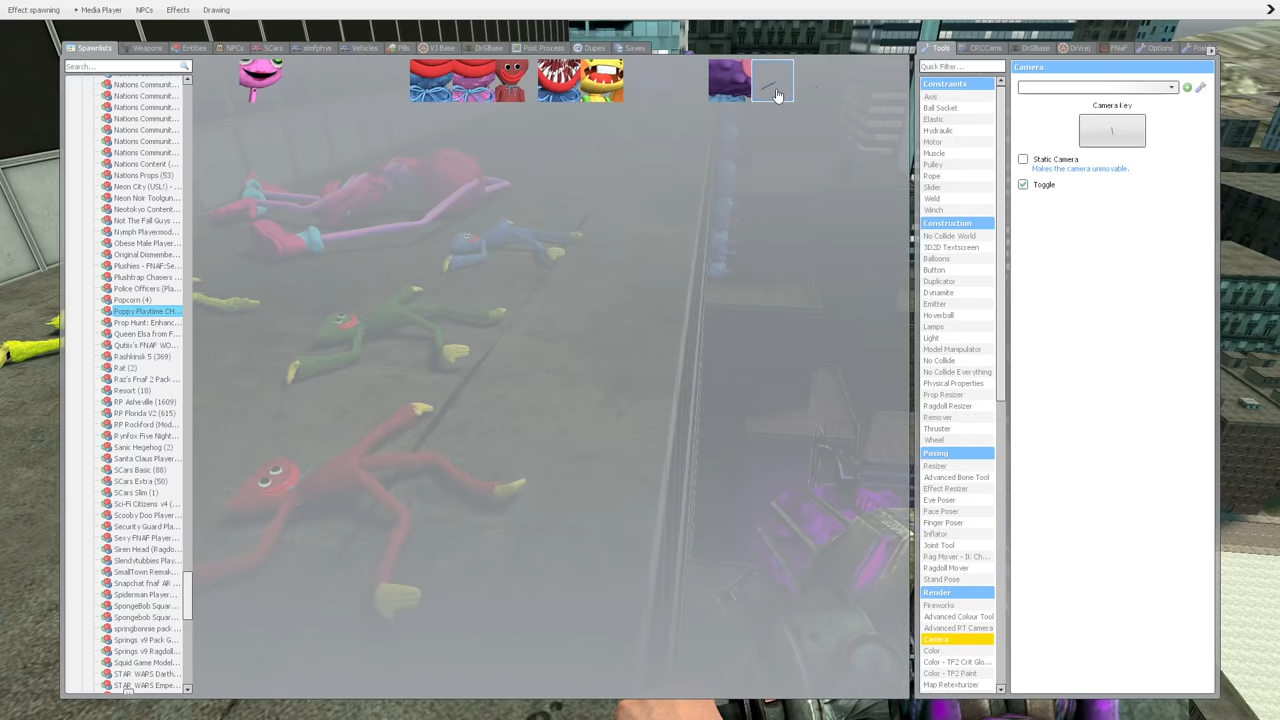 Effect spawning
Media Player
NPCs
Effects
Drawing
Spawnlists
Weapons
Entities
NPCs
SCars
simfphys
Vehicles
Pills
VJ Base
DrGBase
Post Process
Dupes
Saves
Search...
Nations Communit...
Nations Communit...
Nations Communit...
Nations Communit...
Nations Communit...
Nations Communit...
Nations Communit...
Nations Content (...
Nations Props (53)
Neon City (USL!) - ...
Neon Noir Toolgun...
Neotokyo Content...
Not The Fall Guys ...
Nymph Playermod...
Obese Male Player...
Original Dismembe...
Plushies - FNAF:Se...
Plushtrap Chasers ...
Police Officers (Pla...
Popcorn (4)
Poppy Playtime CH...
Prop Hunt: Enhanc...
Queen Elsa from F...
Qutiix's FNAF WO...
Rashkinsk 5 (369)
Rat (2)
Raz's Fnaf 2 Pack ...
Resort (18)
RP Asheville (1609)
RP Florida V2 (615)
RP Rockford (Mod...
Rynfox Five Night...
Sanic Hegehog (2)
Santa Claus Player...
SCars Basic (88)
SCars Extra (50)
SCars Slim (1)
Sci-Fi Citizens v4 (...
Scooby Doo Player...
Security Guard Pla...
Sexy FNAF Player...
Siren Head (Ragdo...
Slendytubbies Play...
SmallTown Remak...
Snapchat fnaf AR ...
Spiderman Player...
SpongeBob Squar...
Spongebob Squar...
springbonnie pack ...
Springs v9 Pack G...
Springs v9 Ragdoll...
Squid Game Model...
STAR WARS Darth...
STAR WARS Empe...
Tools
CRCCams
DrGBase
DrVrej
FNaF
Options
Quick Filter...
Constraints
Axis
Ball Socket
Elastic
Hydraulic
Motor
Muscle
Pulley
Rope
Slider
Weld
Winch
Construction
No Collide World
3D2D Textscreen
Balloons
Button
Duplicator
Dynamite
Emitter
Hoverball
Lamps
Light
Model Manipulator
No Collide
No Collide Everything
Physical Properties
Prop Resizer
Ragdoll Resizer
Remover
Thruster
Wheel
Posing
Resizer
Advanced Bone Tool
Effect Resizer
Eye Poser
Face Poser
Finger Poser
Inflator
Joint Tool
Rag Mover - IK Ch...
Ragdoll Mover
Stand Pose
Render
Fireworks
Advanced Colour Tool
Advanced RT Camera
Camera
Color
Color - TF2 Crit Glo...
Color - TF2 Paint
Map Retexturizer
Camera
Camera Key
\
Static Camera
Makes the camera unmovable.
Toggle